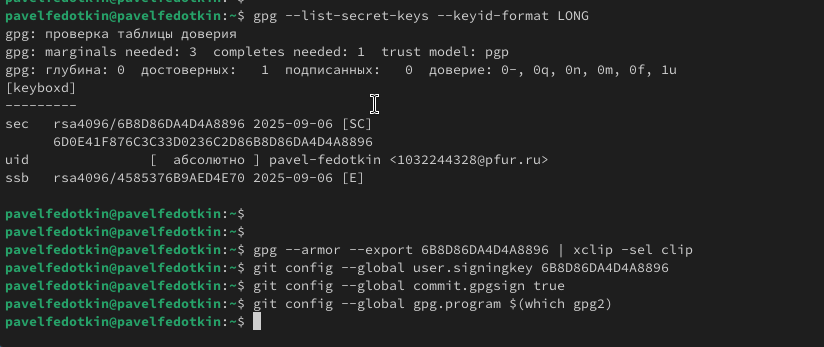 pavelfedotkin@pavelfedotkin:~$ gpg --list-secret-keys --keyid-format LONG
gpg: проверка таблицы доверия
gpg: marginals needed: 3  completes needed: 1  trust model: pgp
gpg: глубина: 0  достоверных:   1  подписанных:   0  доверие: 0-, 0q, 0n, 0m, 0f, 1u
[keyboxd]
---------
sec   rsa4096/6B8D86DA4D4A8896 2025-09-06 [SC]
      6D0E41F876C3C33D0236C2D86B8D86DA4D4A8896
uid                 [  абсолютно ] pavel-fedotkin <1032244328@pfur.ru>
ssb   rsa4096/4585376B9AED4E70 2025-09-06 [E]
pavelfedotkin@pavelfedotkin:~$
pavelfedotkin@pavelfedotkin:~$
pavelfedotkin@pavelfedotkin:~$ gpg --armor --export 6B8D86DA4D4A8896 | xclip -sel clip
pavelfedotkin@pavelfedotkin:~$ git config --global user.signingkey 6B8D86DA4D4A8896
pavelfedotkin@pavelfedotkin:~$ git config --global commit.gpgsign true
pavelfedotkin@pavelfedotkin:~$ git config --global gpg.program $(which gpg2)
pavelfedotkin@pavelfedotkin:~$